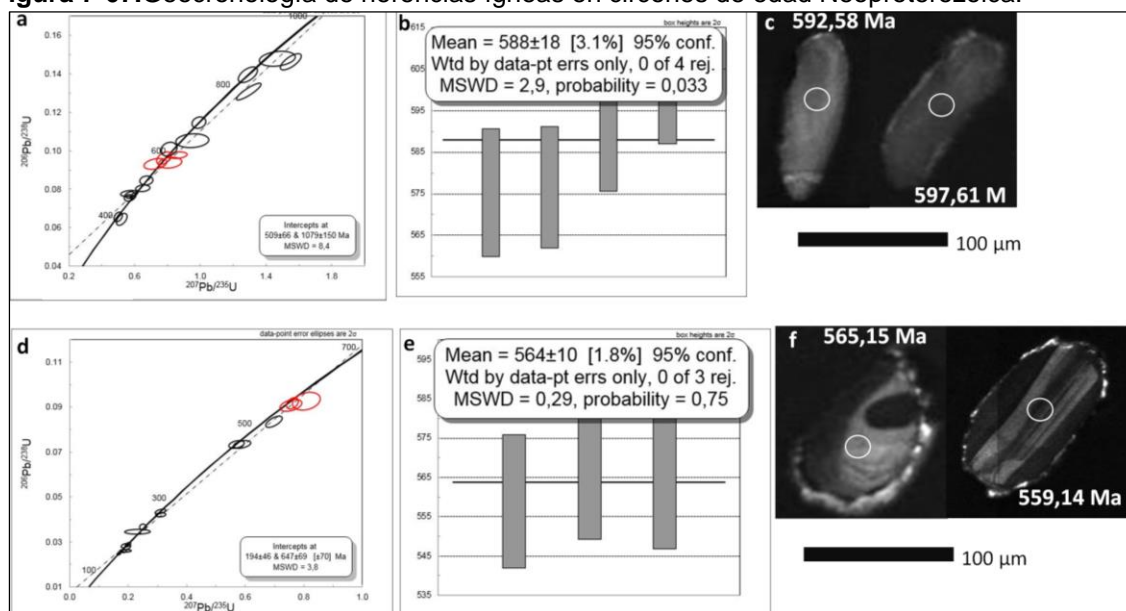 igura 4-37.Geocronología de herencias ígneas en circones de edad Neoproterozoica.
a
1000
800
600
400
0.16
0.14
0.12
0.10
0.08
0.06
0.04
0.2
0.6
1.0
1.4
1.8
206Pb/238U
207Pb/235U
Intercepts at
509±66 & 1079±150 Ma
MSWD = 8,4
b
box heights are 2σ
Mean = 588±18 [3.1%] 95% conf.
Wtd by data-pt errs only, 0 of 4 rej.
MSWD = 2,9, probability = 0,033
615
605
595
585
575
565
555
c
592,58 Ma
597,61 M
100 µm
d
data-point error ellipses are 2σ
700
500
300
100
0.11
0.09
0.07
0.05
0.03
0.01
0.0
0.2
0.4
0.6
0.8
1.0
206Pb/238U
207Pb/235U
Intercepts at
194±46 & 647±69 [±70] Ma
MSWD = 3,8
e
box heights are 2σ
Mean = 564±10 [1.8%] 95% conf.
Wtd by data-pt errs only, 0 of 3 rej.
MSWD = 0,29, probability = 0,75
595
585
575
565
555
545
535
f
565,15 Ma
559,14 Ma
100 µm